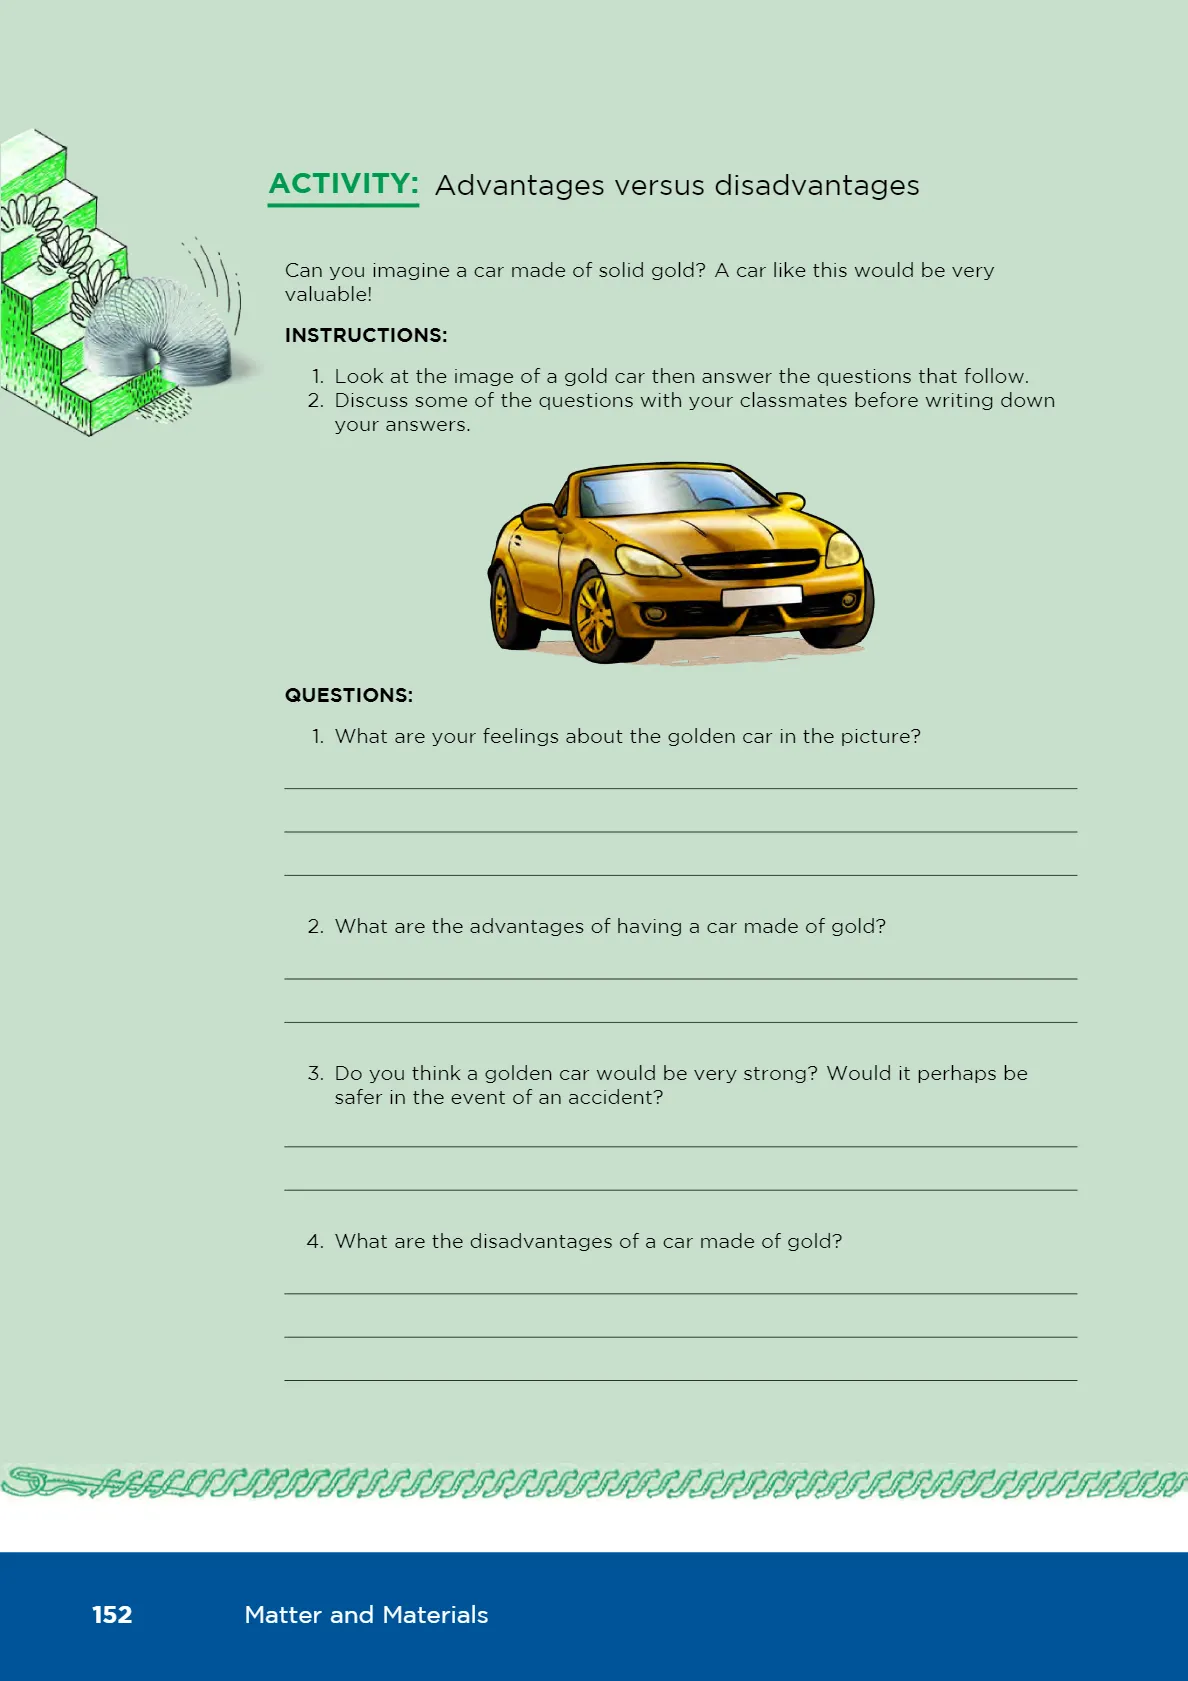 ACTIVITY: Advantages versus disadvantages
Can you imagine a car made of solid gold? A car like this would be very
valuable!
INSTRUCTIONS:
1. Look at the image of a gold car then answer the questions that follow.
2. Discuss some of the questions with your classmates before writing down
your answers.
QUESTIONS:
1. What are your feelings about the golden car in the picture?
2. What are the advantages of having a car made of gold?
3. Do you think a golden car would be very strong? Would it perhaps be
safer in the event of an accident?
4. What are the disadvantages of a car made of gold?
152 Matter and Materials